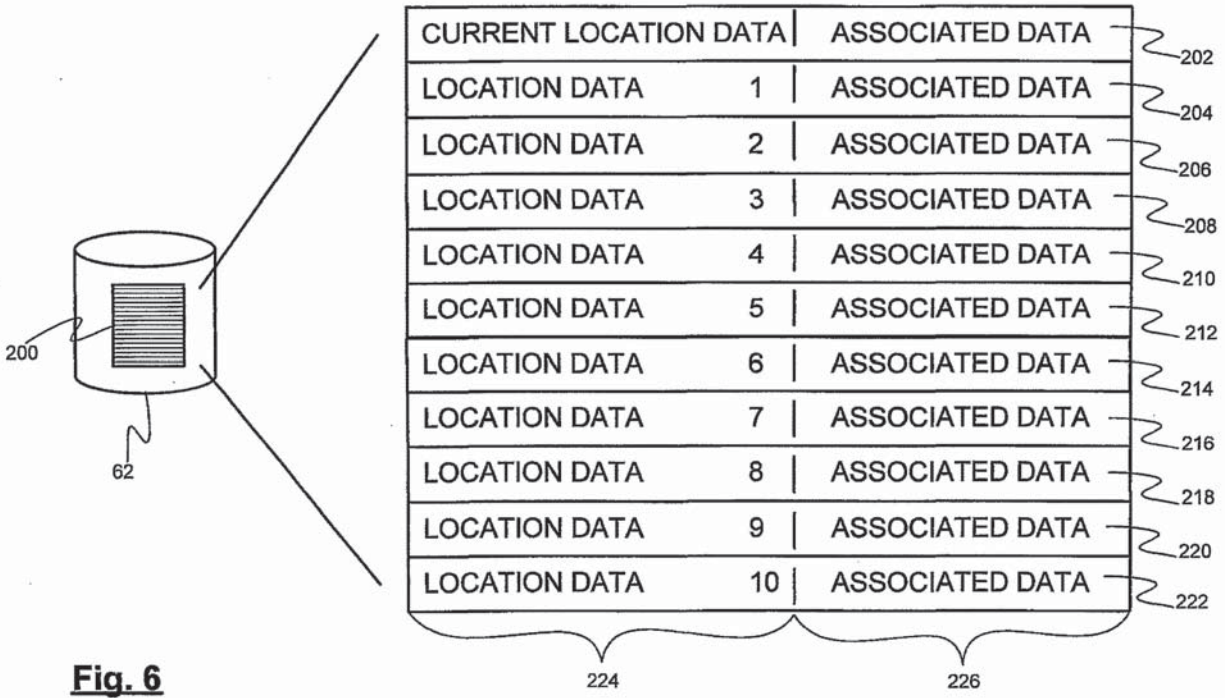 CURRENT LOCATION DATA ASSOCIATED DATA 202
LOCATION DATA 1 ASSOCIATED DATA 204
LOCATION DATA 2 ASSOCIATED DATA 206
LOCATION DATA 3 ASSOCIATED DATA 208
LOCATION DATA 4 ASSOCIATED DATA 210
LOCATION DATA 5 ASSOCIATED DATA 212
LOCATION DATA 6 ASSOCIATED DATA 214
LOCATION DATA 7 ASSOCIATED DATA 216
LOCATION DATA 8 ASSOCIATED DATA 218
LOCATION DATA 9 ASSOCIATED DATA 220
LOCATION DATA 10 ASSOCIATED DATA 222
200
62
224 226
Fig. 6